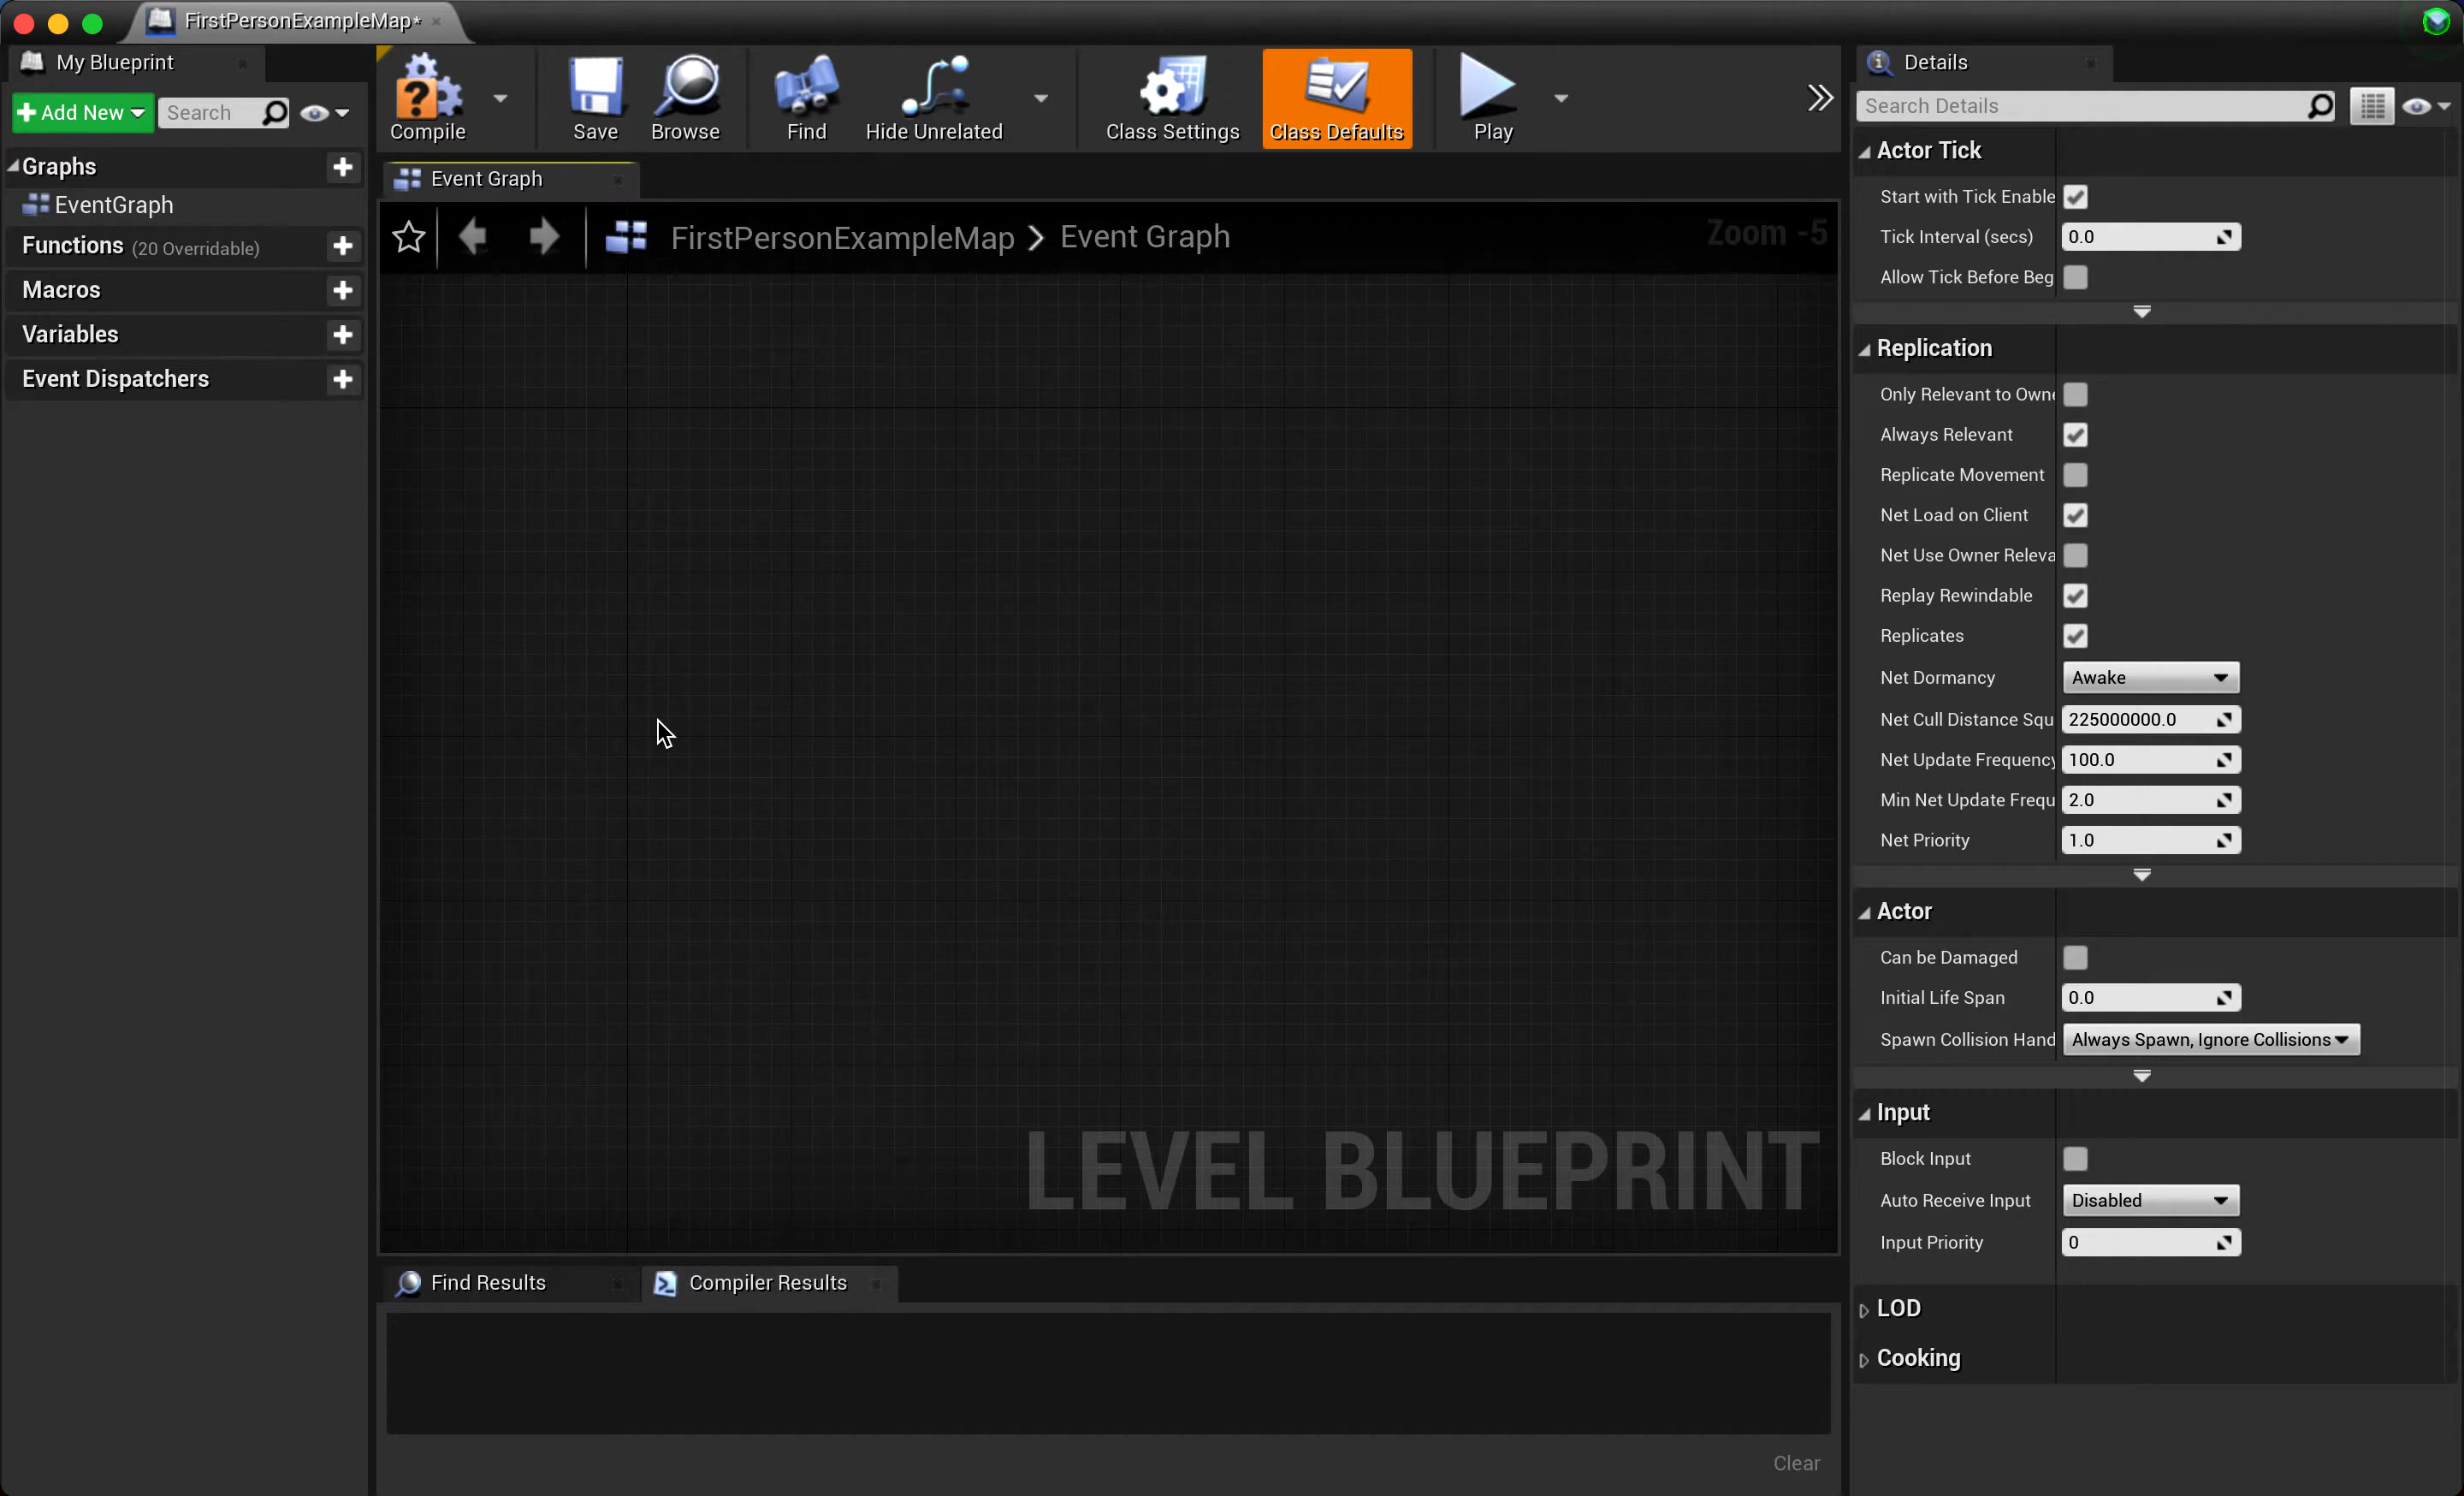 FirstPersonExampleMap*
My Blueprint
Add New
Search
Graphs
EventGraph
Functions (20 Overridable)
Macros
Variables
Event Dispatchers
Compile
Save
Browse
Find
Hide Unrelated
Class Settings
Class Defaults
Play
Event Graph
FirstPersonExampleMap > Event Graph
Zoom -5
LEVEL BLUEPRINT
Find Results
Compiler Results
Clear
Details
Search Details
Actor Tick
Start with Tick Enable
Tick Interval (secs) 0.0
Allow Tick Before Beg
Replication
Only Relevant to Owne
Always Relevant
Replicate Movement
Net Load on Client
Net Use Owner Releva
Replay Rewindable
Replicates
Net Dormancy Awake
Net Cull Distance Squ 225000000.0
Net Update Frequency 100.0
Min Net Update Frequ 2.0
Net Priority 1.0
Actor
Can be Damaged
Initial Life Span 0.0
Spawn Collision Hand Always Spawn, Ignore Collisions
Input
Block Input
Auto Receive Input Disabled
Input Priority 0
LOD
Cooking